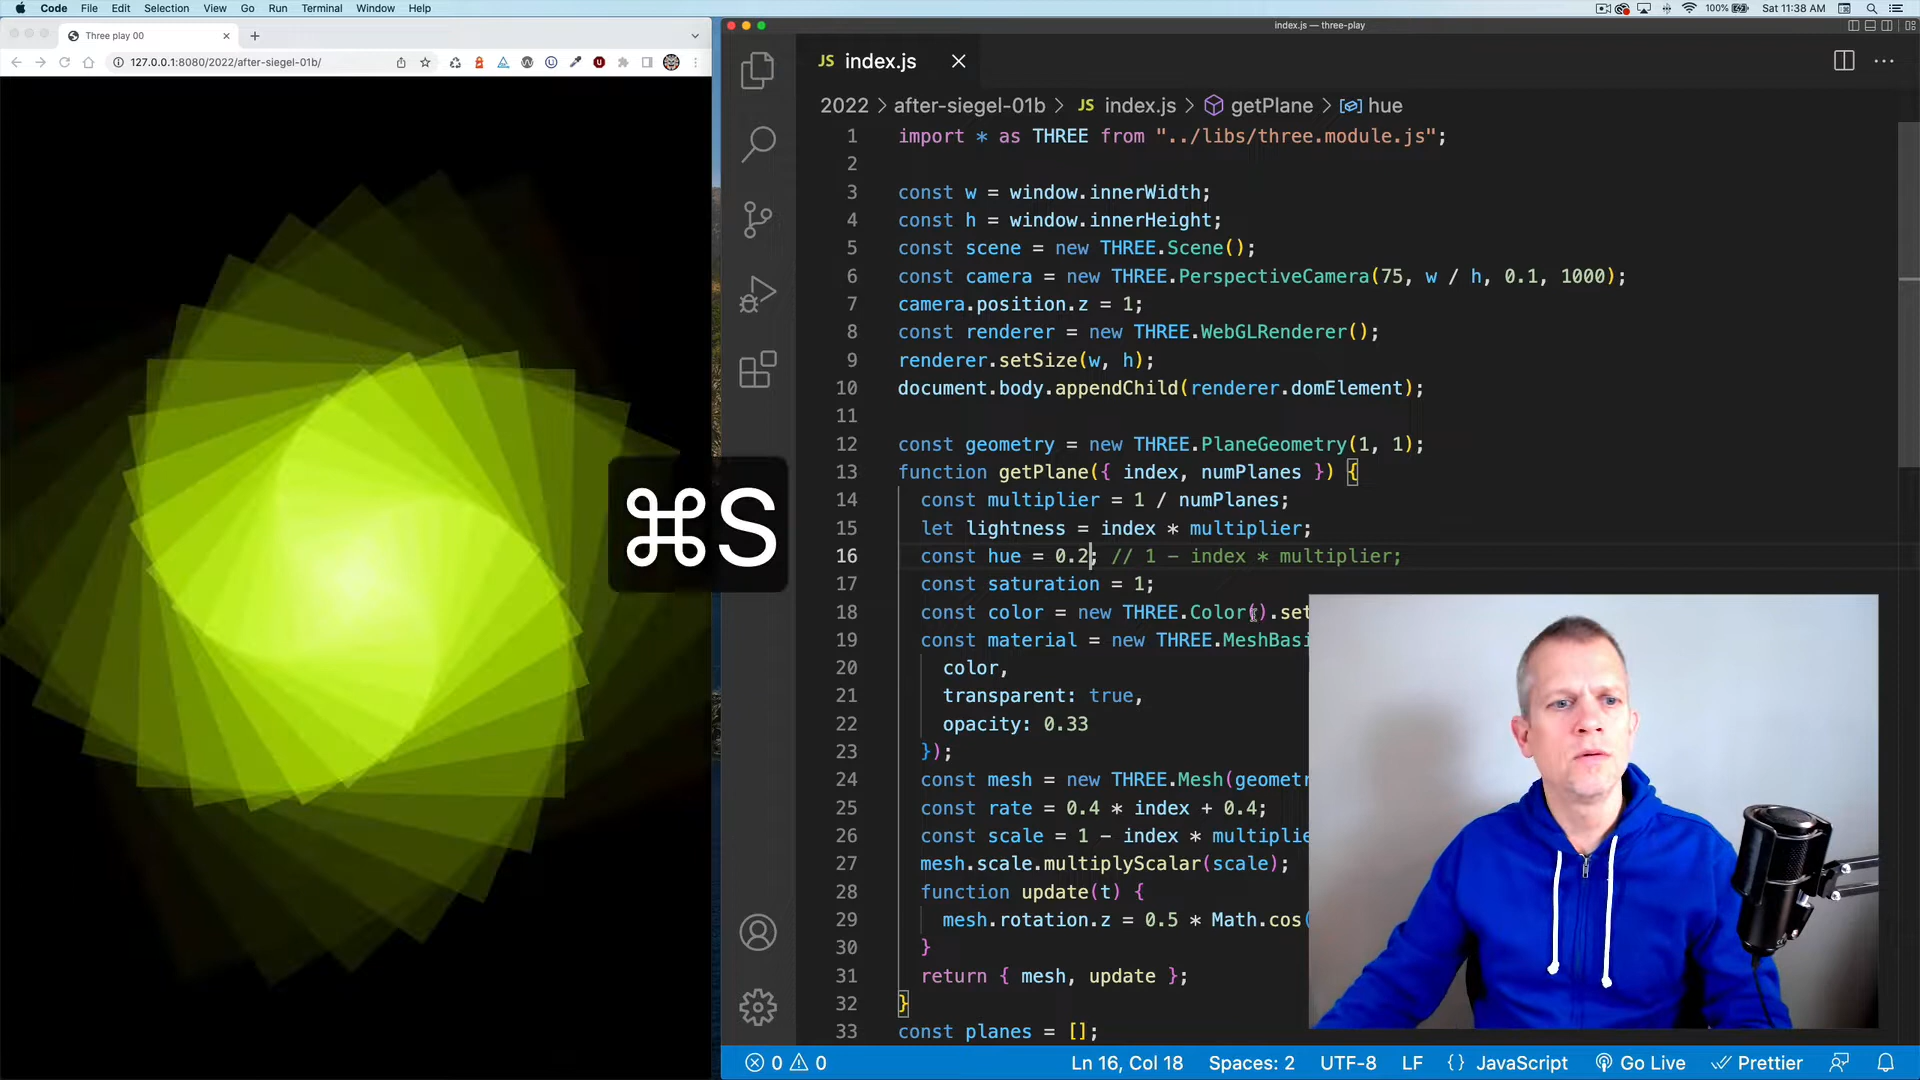 Code File Edit Selection View Go Run Terminal Window Help
100% Sat 11:38 AM
Three play 00
127.0.0.1:8080/2022/after-siegel-01b/
index.js — three-play
JS index.js
2022 > after-siegel-01b > JS index.js > getPlane > hue
1 import * as THREE from "../libs/three.module.js";
2
3 const w = window.innerWidth;
4 const h = window.innerHeight;
5 const scene = new THREE.Scene();
6 const camera = new THREE.PerspectiveCamera(75, w / h, 0.1, 1000);
7 camera.position.z = 1;
8 const renderer = new THREE.WebGLRenderer();
9 renderer.setSize(w, h);
10 document.body.appendChild(renderer.domElement);
11
12 const geometry = new THREE.PlaneGeometry(1, 1);
13 function getPlane({ index, numPlanes }) {
14 const multiplier = 1 / numPlanes;
15 let lightness = index * multiplier;
16 const hue = 0.2; // 1 - index * multiplier;
17 const saturation = 1;
18 const color = new THREE.Color().set
19 const material = new THREE.MeshBasi
20 color,
21 transparent: true,
22 opacity: 0.33
23 });
24 const mesh = new THREE.Mesh(geometr
25 const rate = 0.4 * index + 0.4;
26 const scale = 1 - index * multiplie
27 mesh.scale.multiplyScalar(scale);
28 function update(t) {
29 mesh.rotation.z = 0.5 * Math.cos(
30 }
31 return { mesh, update };
32 }
33 const planes = [];
⌘S
0 0 Ln 16, Col 18 Spaces: 2 UTF-8 LF {} JavaScript Go Live Prettier